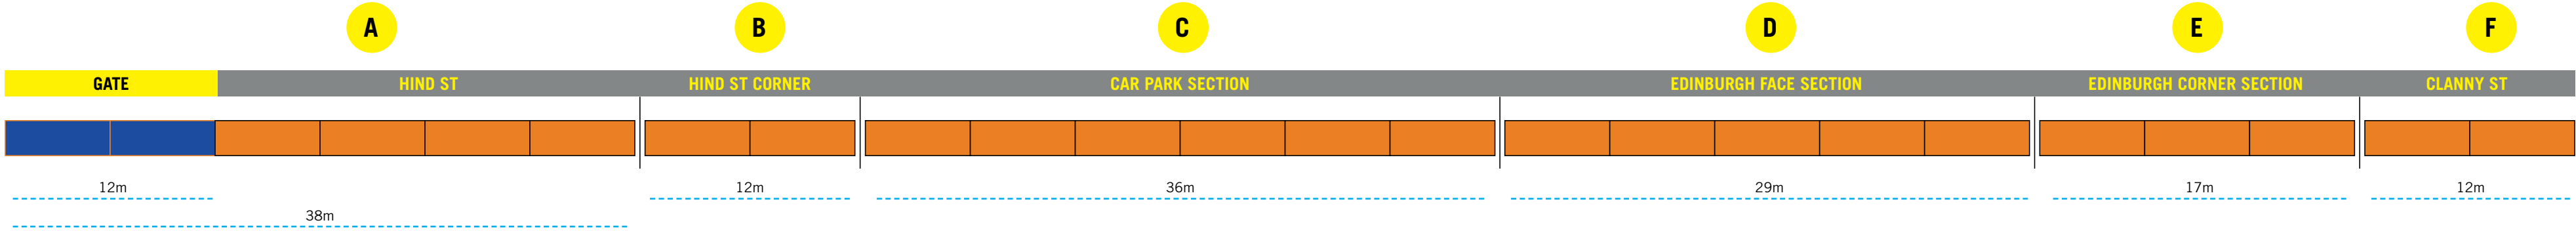 A B C D E F
GATE HIND ST HIND ST CORNER CAR PARK SECTION EDINBURGH FACE SECTION EDINBURGH CORNER SECTION CLANNY ST
12m 12m 36m 29m 17m 12m
38m